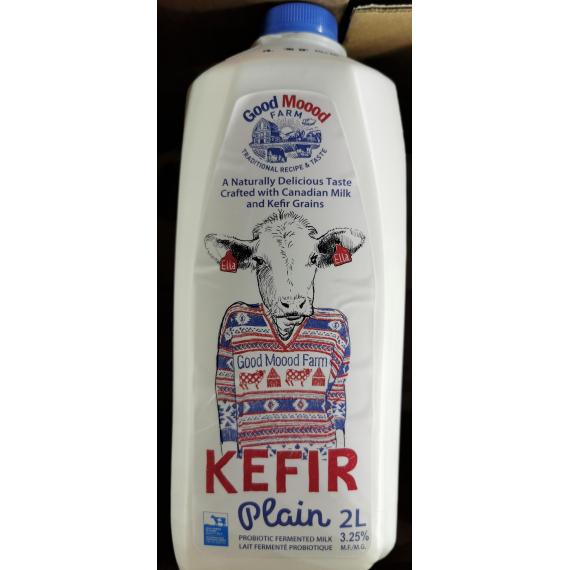 Good Moood
FARM
TRADITIONAL RECIPE & TASTE
A Naturally Delicious Taste
Crafted with Canadian Milk
and Kefir Grains
Ella
Ella
Good Moood Farm
KEFIR
Plain 2L
PROBIOTIC FERMENTED MILK 3.25%
LAIT FERMENTÉ PROBIOTIQUE M.F./M.G.